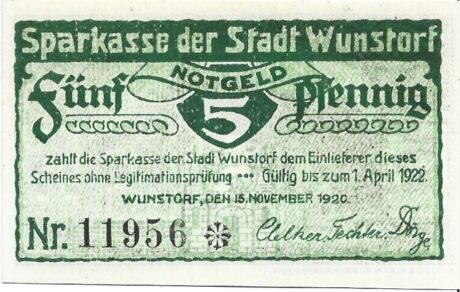 Sparkasse der Stadt Wunstorf
NOTGELD
Fünf 5 Pfennig
zahlt die Sparkasse der Stadt Wunstorf dem Einlieferer dieses
Scheines ohne Legitimationsprüfung ••• Gültig bis zum 1. April 1922.
WUNSTORF, DEN 15. NOVEMBER 1920.
Nr. 11956 ✻